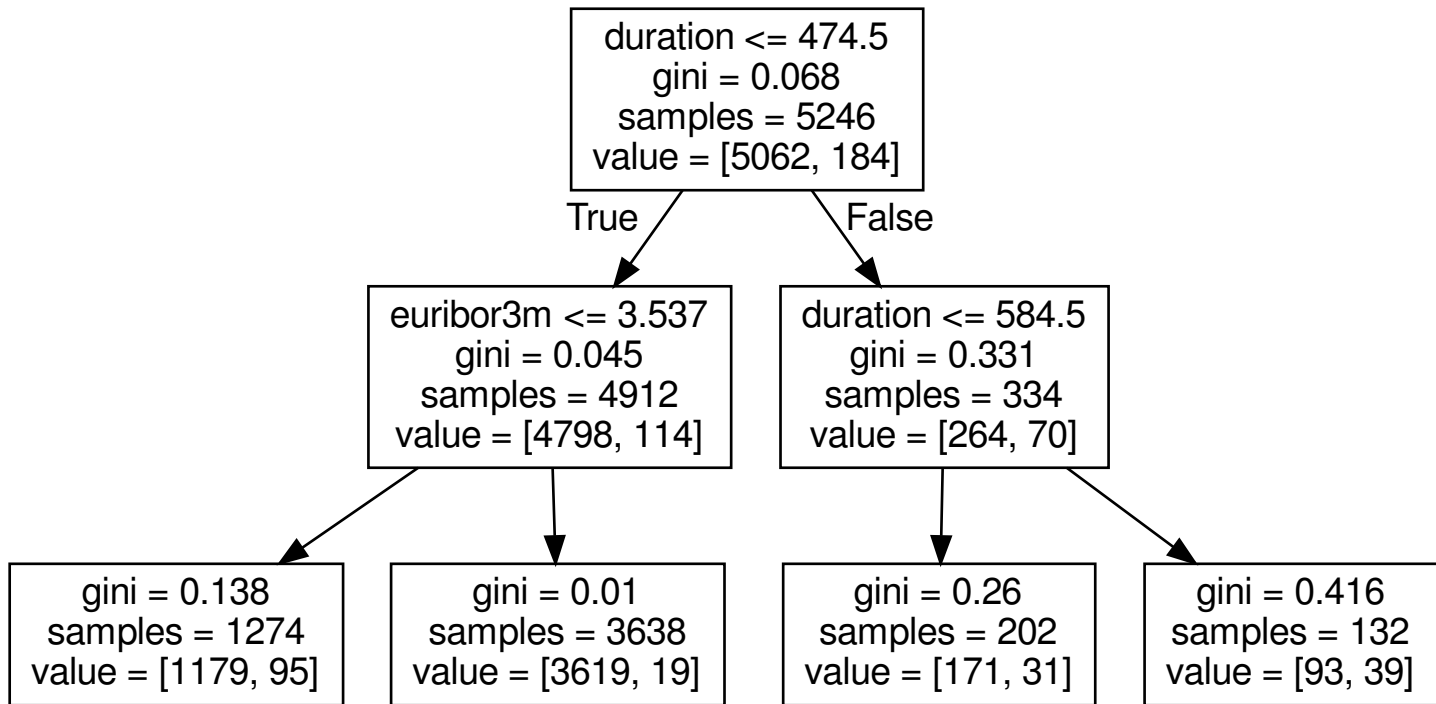 duration <= 474.5
gini = 0.068
samples = 5246
value = [5062, 184]
True
False
euribor3m <= 3.537
gini = 0.045
samples = 4912
value = [4798, 114]
duration <= 584.5
gini = 0.331
samples = 334
value = [264, 70]
gini = 0.138
samples = 1274
value = [1179, 95]
gini = 0.01
samples = 3638
value = [3619, 19]
gini = 0.26
samples = 202
value = [171, 31]
gini = 0.416
samples = 132
value = [93, 39]